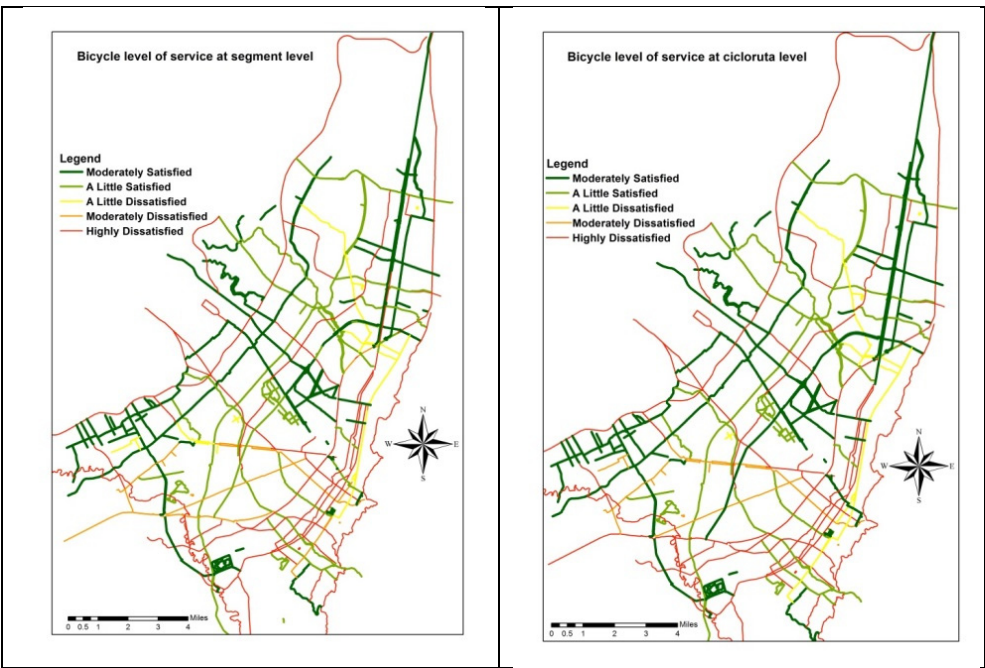 Bicycle level of service at segment level
Legend
Moderately Satisfied
A Little Satisfied
A Little Dissatisfied
Moderately Dissatisfied
Highly Dissatisfied
N
W E
S
Miles
0 0.5 1 2 3 4
Bicycle level of service at cicloruta level
Legend
Moderately Satisfied
A Little Satisfied
A Little Dissatisfied
Moderately Dissatisfied
Highly Dissatisfied
N
W E
S
Miles
0 0.5 1 2 3 4